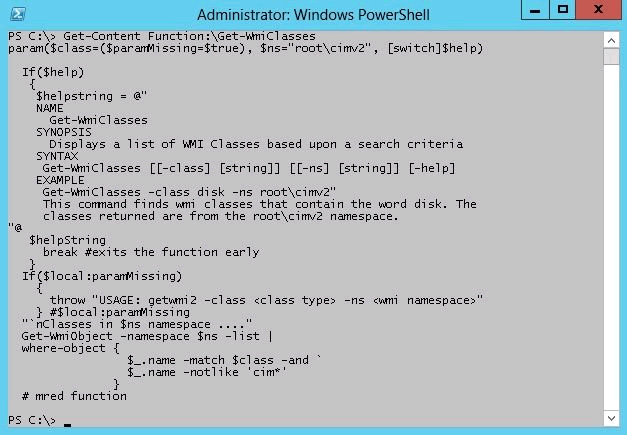 Administrator: Windows PowerShell
PS C:\> Get-Content Function:\Get-WmiClasses
param($class=($paramMissing=$true), $ns="root\cimv2", [switch]$help)
If($help)
{
$helpstring = @"
NAME
Get-WmiClasses
SYNOPSIS
Displays a list of WMI Classes based upon a search criteria
SYNTAX
Get-WmiClasses [[-class] [string]] [[-ns] [string]] [-help]
EXAMPLE
Get-WmiClasses -class disk -ns root\cimv2"
This command finds wmi classes that contain the word disk. The
classes returned are from the root\cimv2 namespace.
"@
$helpString
break #exits the function early
}
If($local:paramMissing)
{
throw "USAGE: getwmi2 -class <class type> -ns <wmi namespace>"
} #$local:paramMissing
"`nClasses in $ns namespace ...."
Get-WmiObject -namespace $ns -list |
where-object {
$_.name -match $class -and `
$_.name -notlike 'cim*'
}
# mred function
PS C:\> _